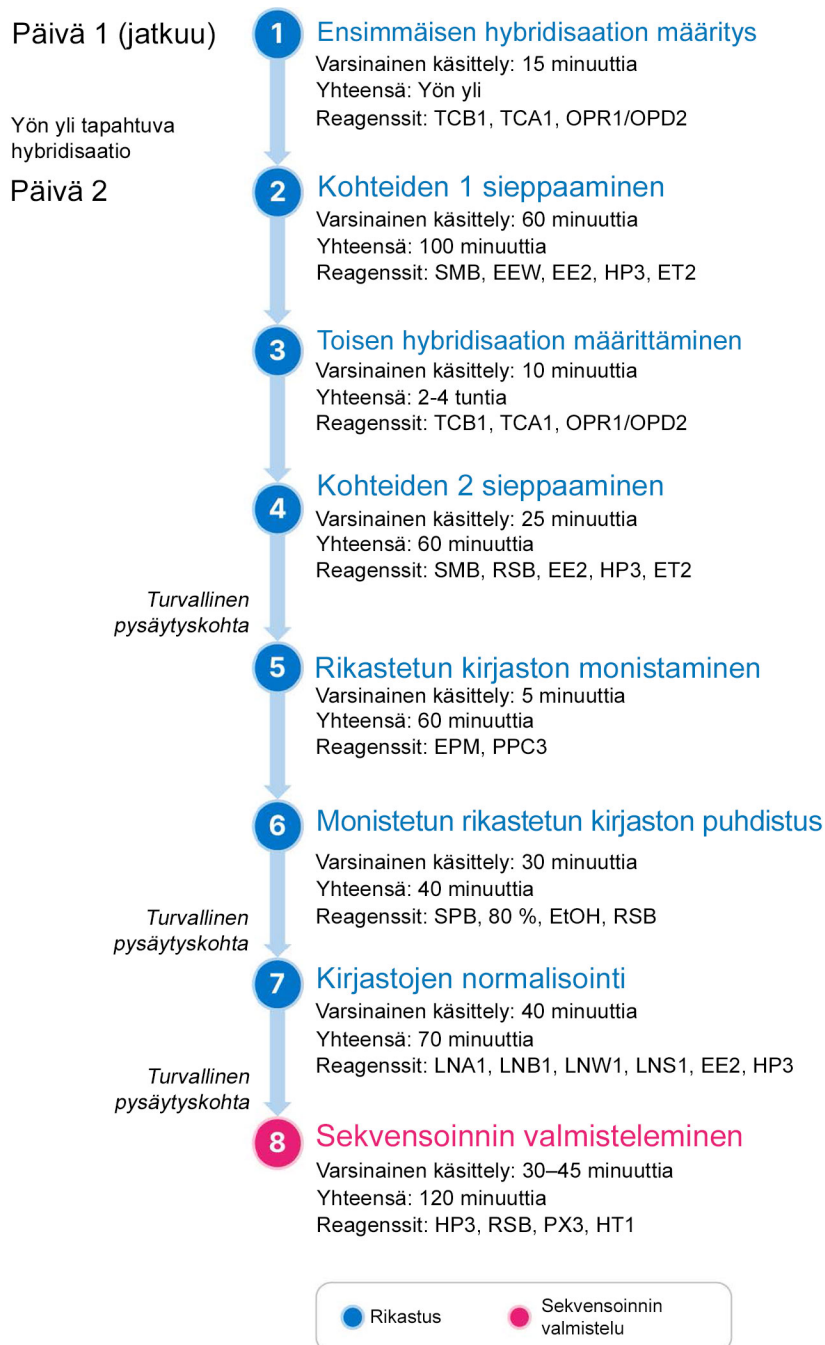 Päivä 1 (jatkuu)
1
Ensimmäisen hybridisaation määritys
Varsinainen käsittely: 15 minuuttia
Yhteensä: Yön yli
Reagenssit: TCB1, TCA1, OPR1/OPD2
Yön yli tapahtuva
hybridisaatio
Päivä 2
2
Kohteiden 1 sieppaaminen
Varsinainen käsittely: 60 minuuttia
Yhteensä: 100 minuuttia
Reagenssit: SMB, EEW, EE2, HP3, ET2
3
Toisen hybridisaation määrittäminen
Varsinainen käsittely: 10 minuuttia
Yhteensä: 2-4 tuntia
Reagenssit: TCB1, TCA1, OPR1/OPD2
4
Kohteiden 2 sieppaaminen
Varsinainen käsittely: 25 minuuttia
Yhteensä: 60 minuuttia
Reagenssit: SMB, RSB, EE2, HP3, ET2
Turvallinen
pysäytyskohta
5
Rikastetun kirjaston monistaminen
Varsinainen käsittely: 5 minuuttia
Yhteensä: 60 minuuttia
Reagenssit: EPM, PPC3
6
Monistetun rikastetun kirjaston puhdistus
Varsinainen käsittely: 30 minuuttia
Yhteensä: 40 minuuttia
Reagenssit: SPB, 80 %, EtOH, RSB
Turvallinen
pysäytyskohta
7
Kirjastojen normalisointi
Varsinainen käsittely: 40 minuuttia
Yhteensä: 70 minuuttia
Reagenssit: LNA1, LNB1, LNW1, LNS1, EE2, HP3
Turvallinen
pysäytyskohta
8
Sekvensoinnin valmisteleminen
Varsinainen käsittely: 30–45 minuuttia
Yhteensä: 120 minuuttia
Reagenssit: HP3, RSB, PX3, HT1
Rikastus
Sekvensoinnin
valmistelu